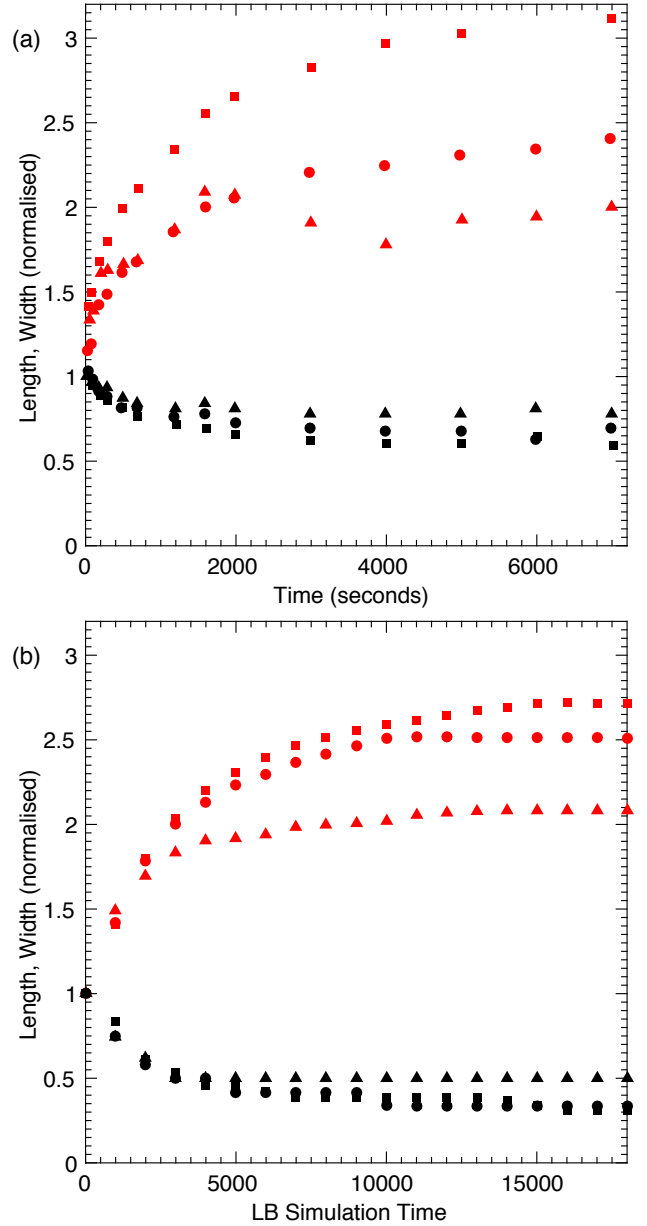 (a)
3
2.5
2
1.5
1
0.5
0
Length, Width (normalised)
0 2000 4000 6000
Time (seconds)
(b)
3
2.5
2
1.5
1
0.5
0
Length, Width (normalised)
0 5000 10000 15000
LB Simulation Time